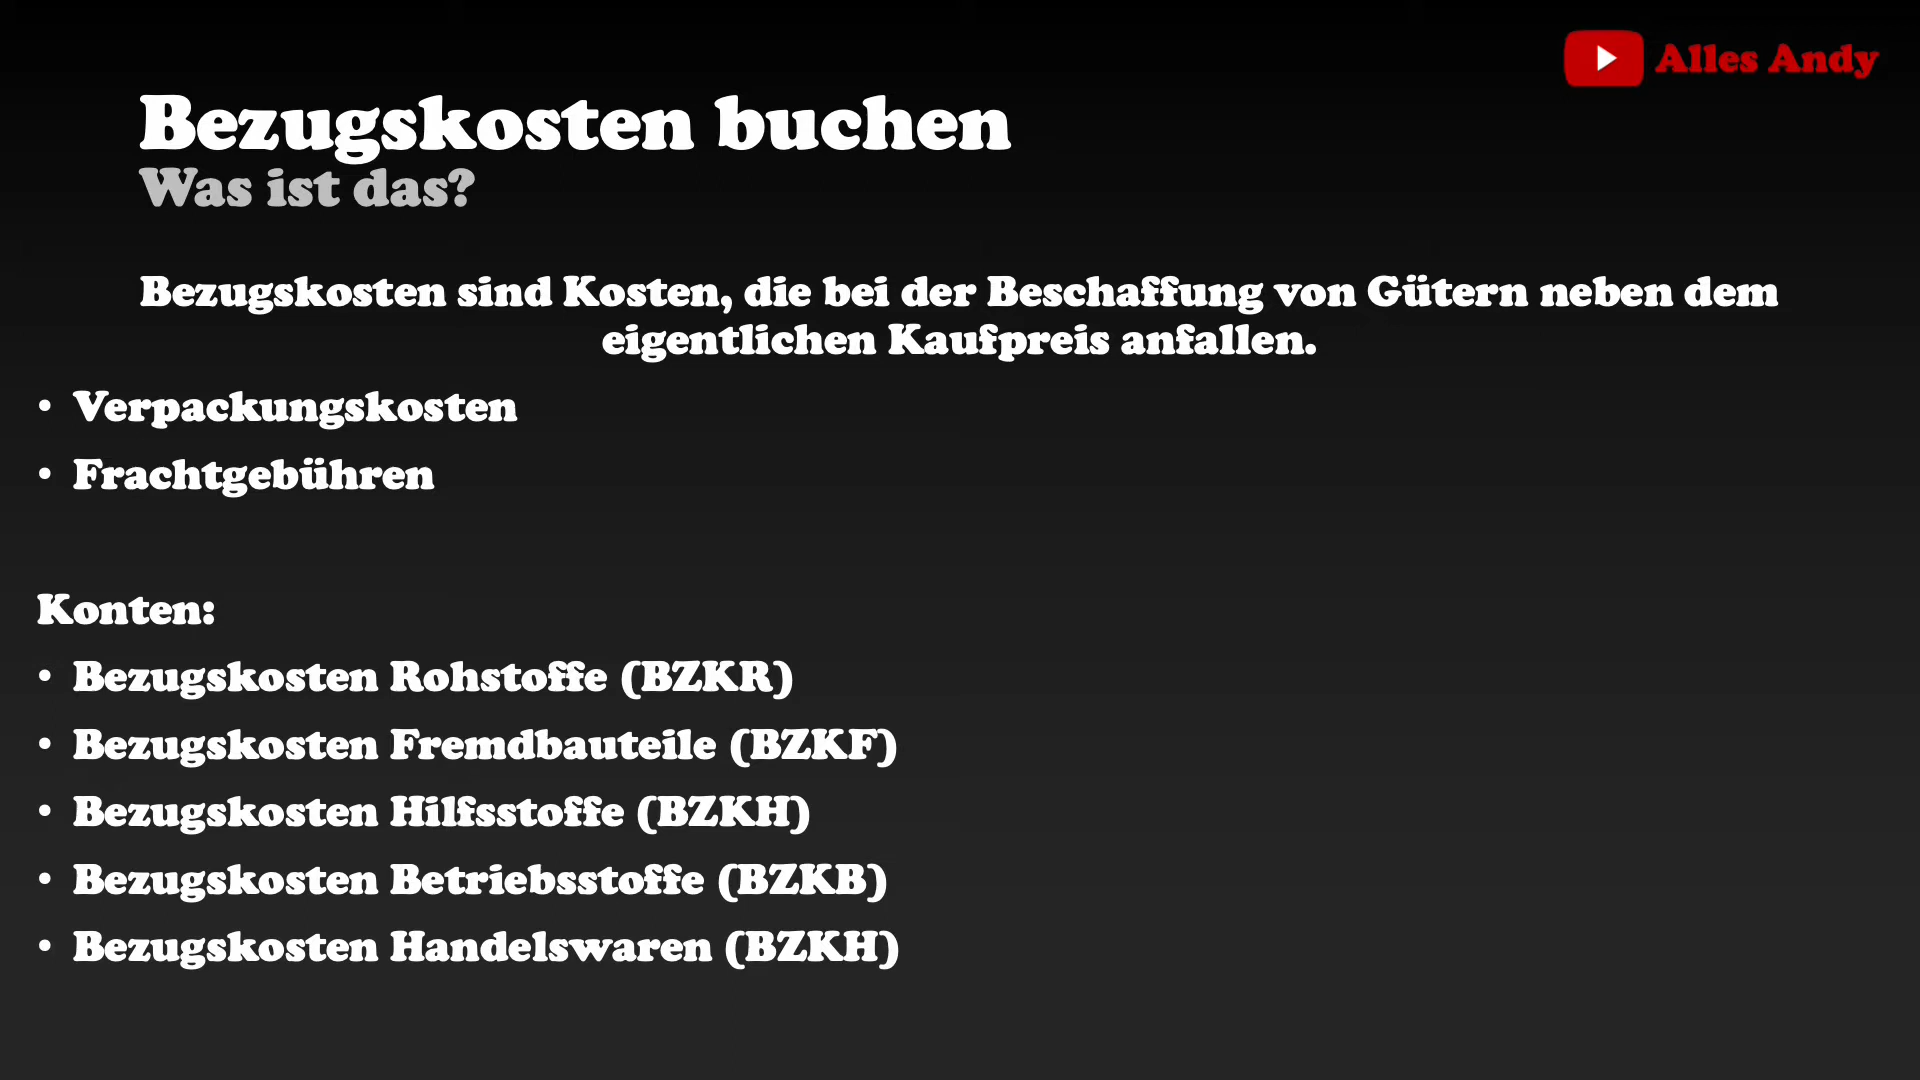 Alles Andy
Bezugskosten buchen
Was ist das?
Bezugskosten sind Kosten, die bei der Beschaffung von Gütern neben dem
eigentlichen Kaufpreis anfallen.
• Verpackungskosten
• Frachtgebühren
Konten:
• Bezugskosten Rohstoffe (BZKR)
• Bezugskosten Fremdbauteile (BZKF)
• Bezugskosten Hilfsstoffe (BZKH)
• Bezugskosten Betriebsstoffe (BZKB)
• Bezugskosten Handelswaren (BZKH)